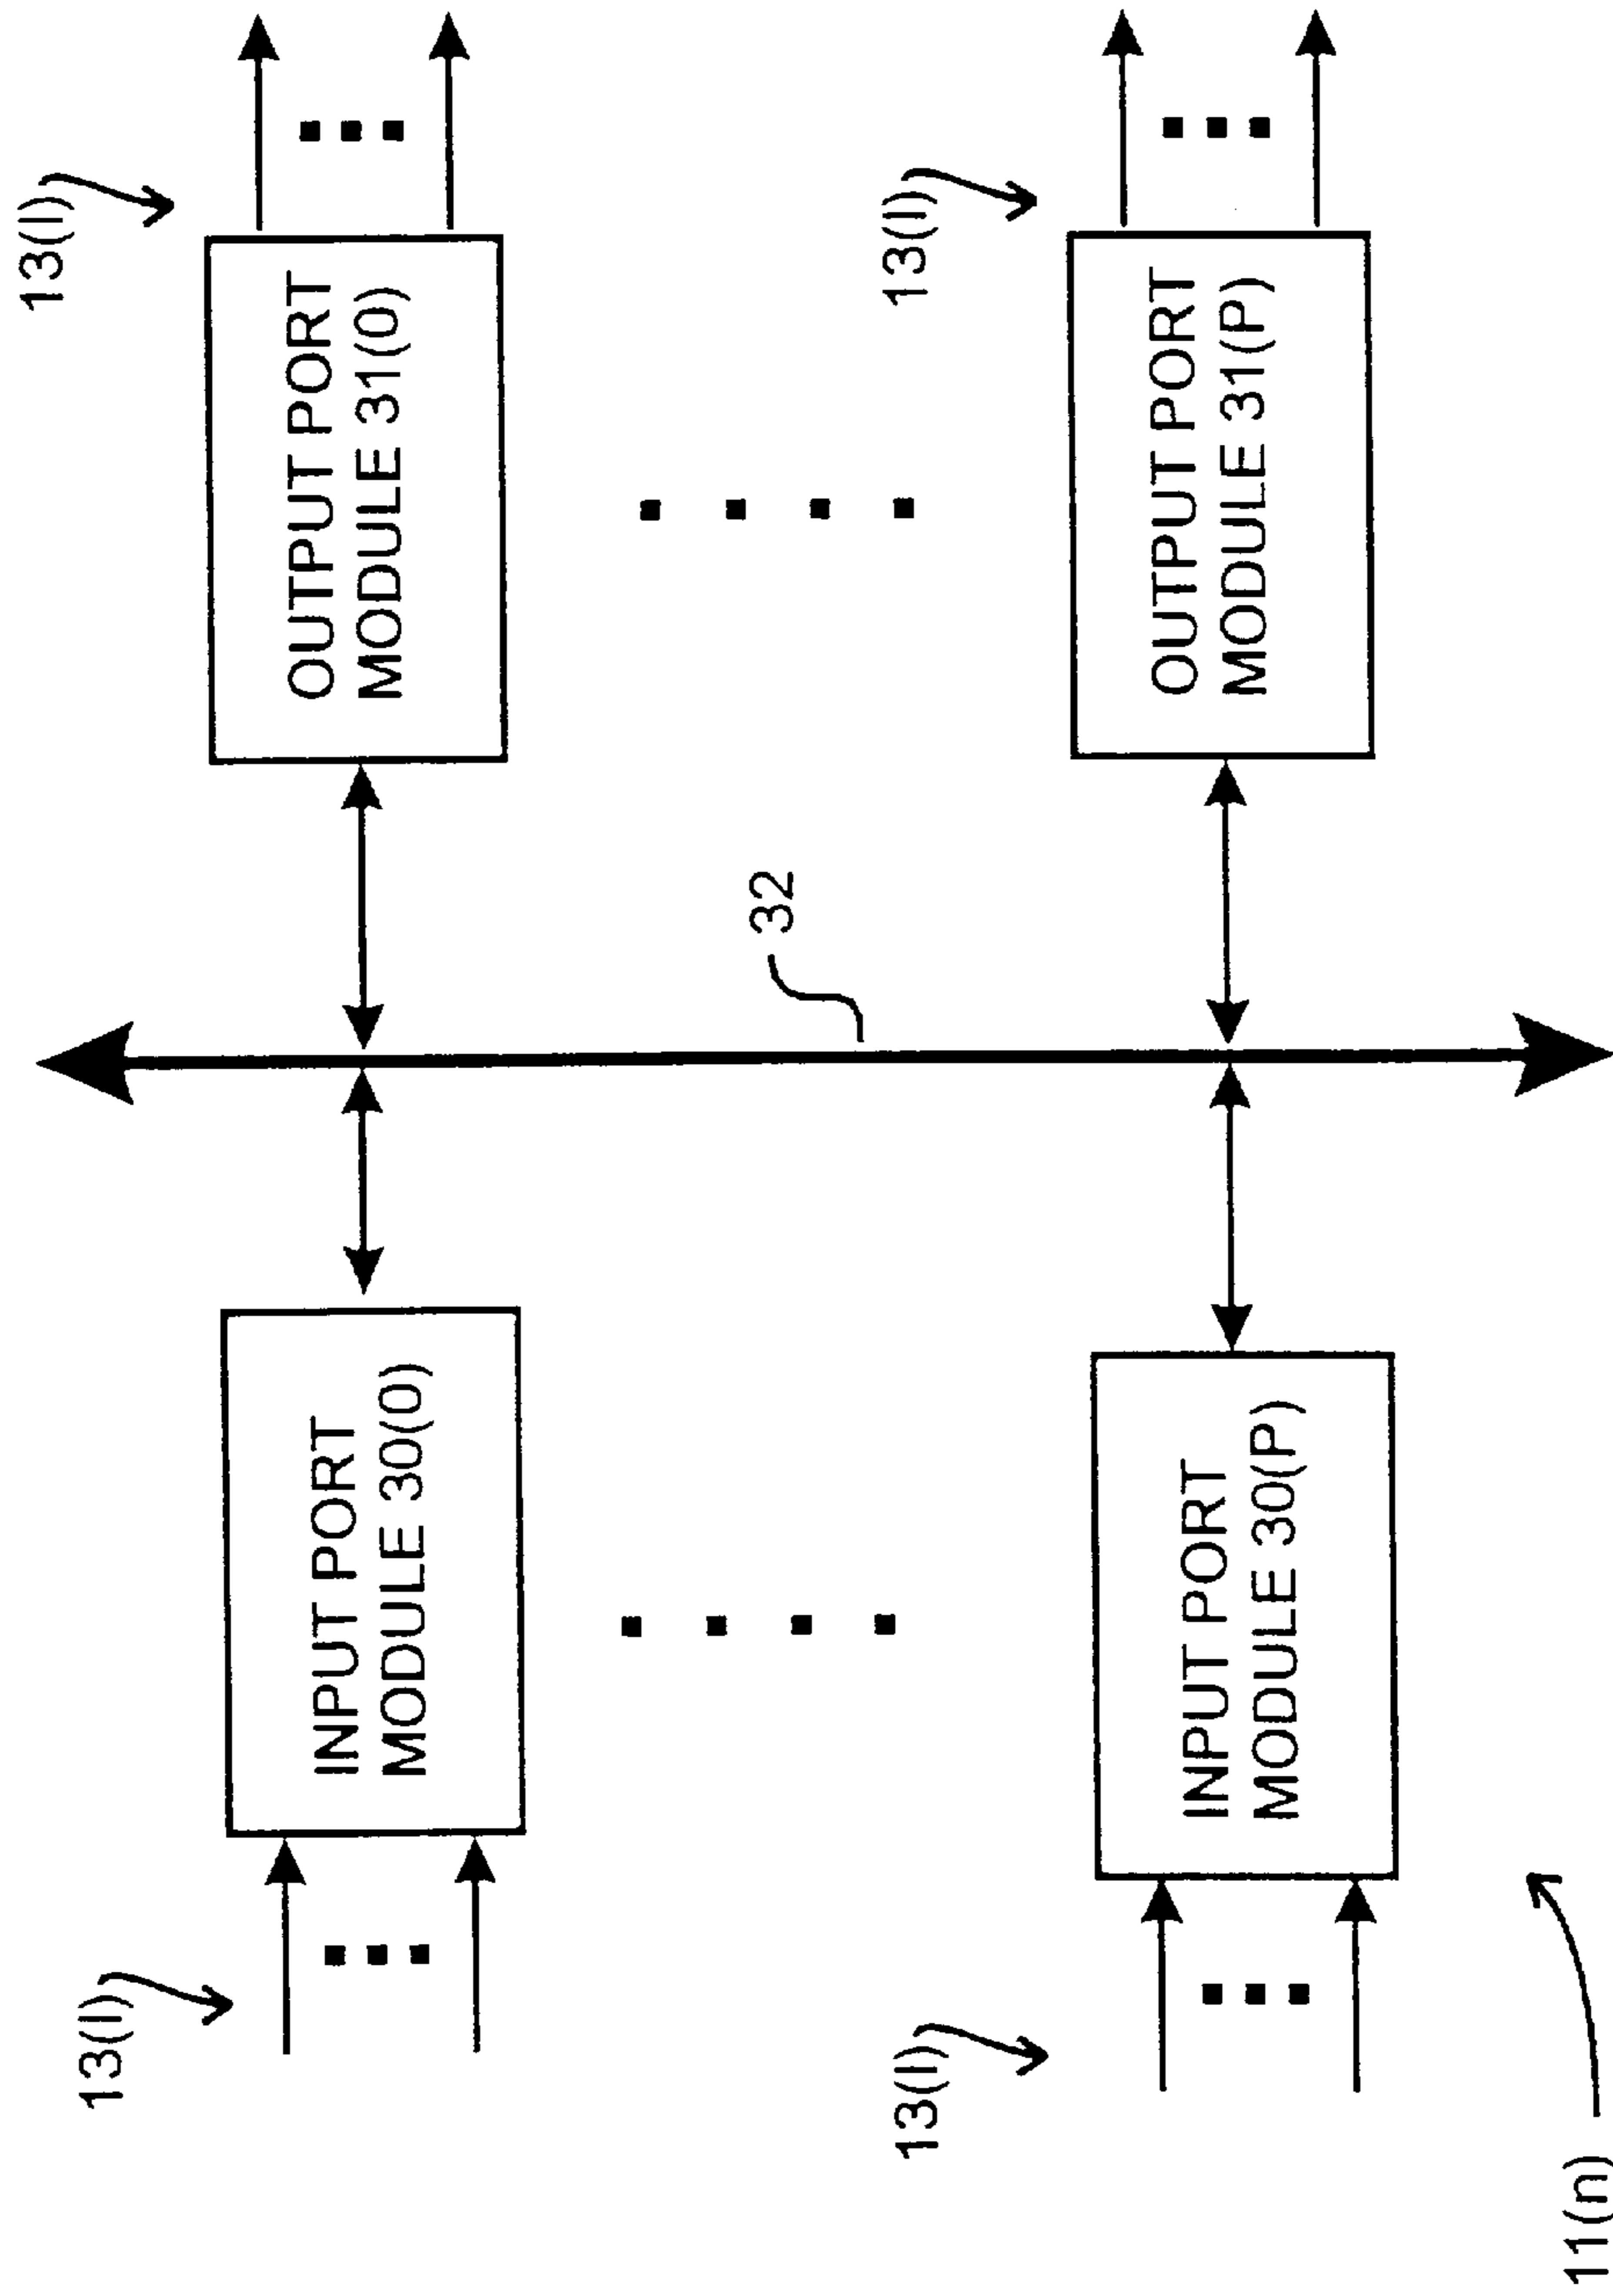 13(l)
13(l)
INPUT PORT
MODULE 30(0)
OUTPUT PORT
MODULE 31(0)
32
13(l)
13(l)
INPUT PORT
MODULE 30(P)
OUTPUT PORT
MODULE 31(P)
11(n)